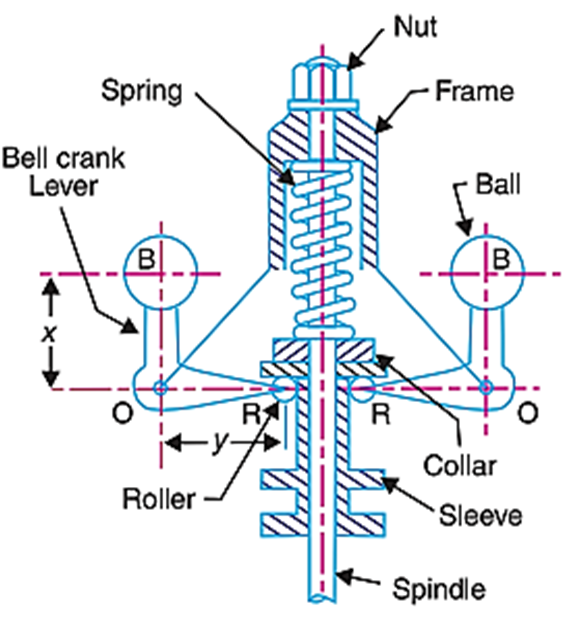 Nut
Spring
Frame
Bell crank
Lever
Ball
B
B
x
O
R
R
O
y
Collar
Roller
Sleeve
Spindle